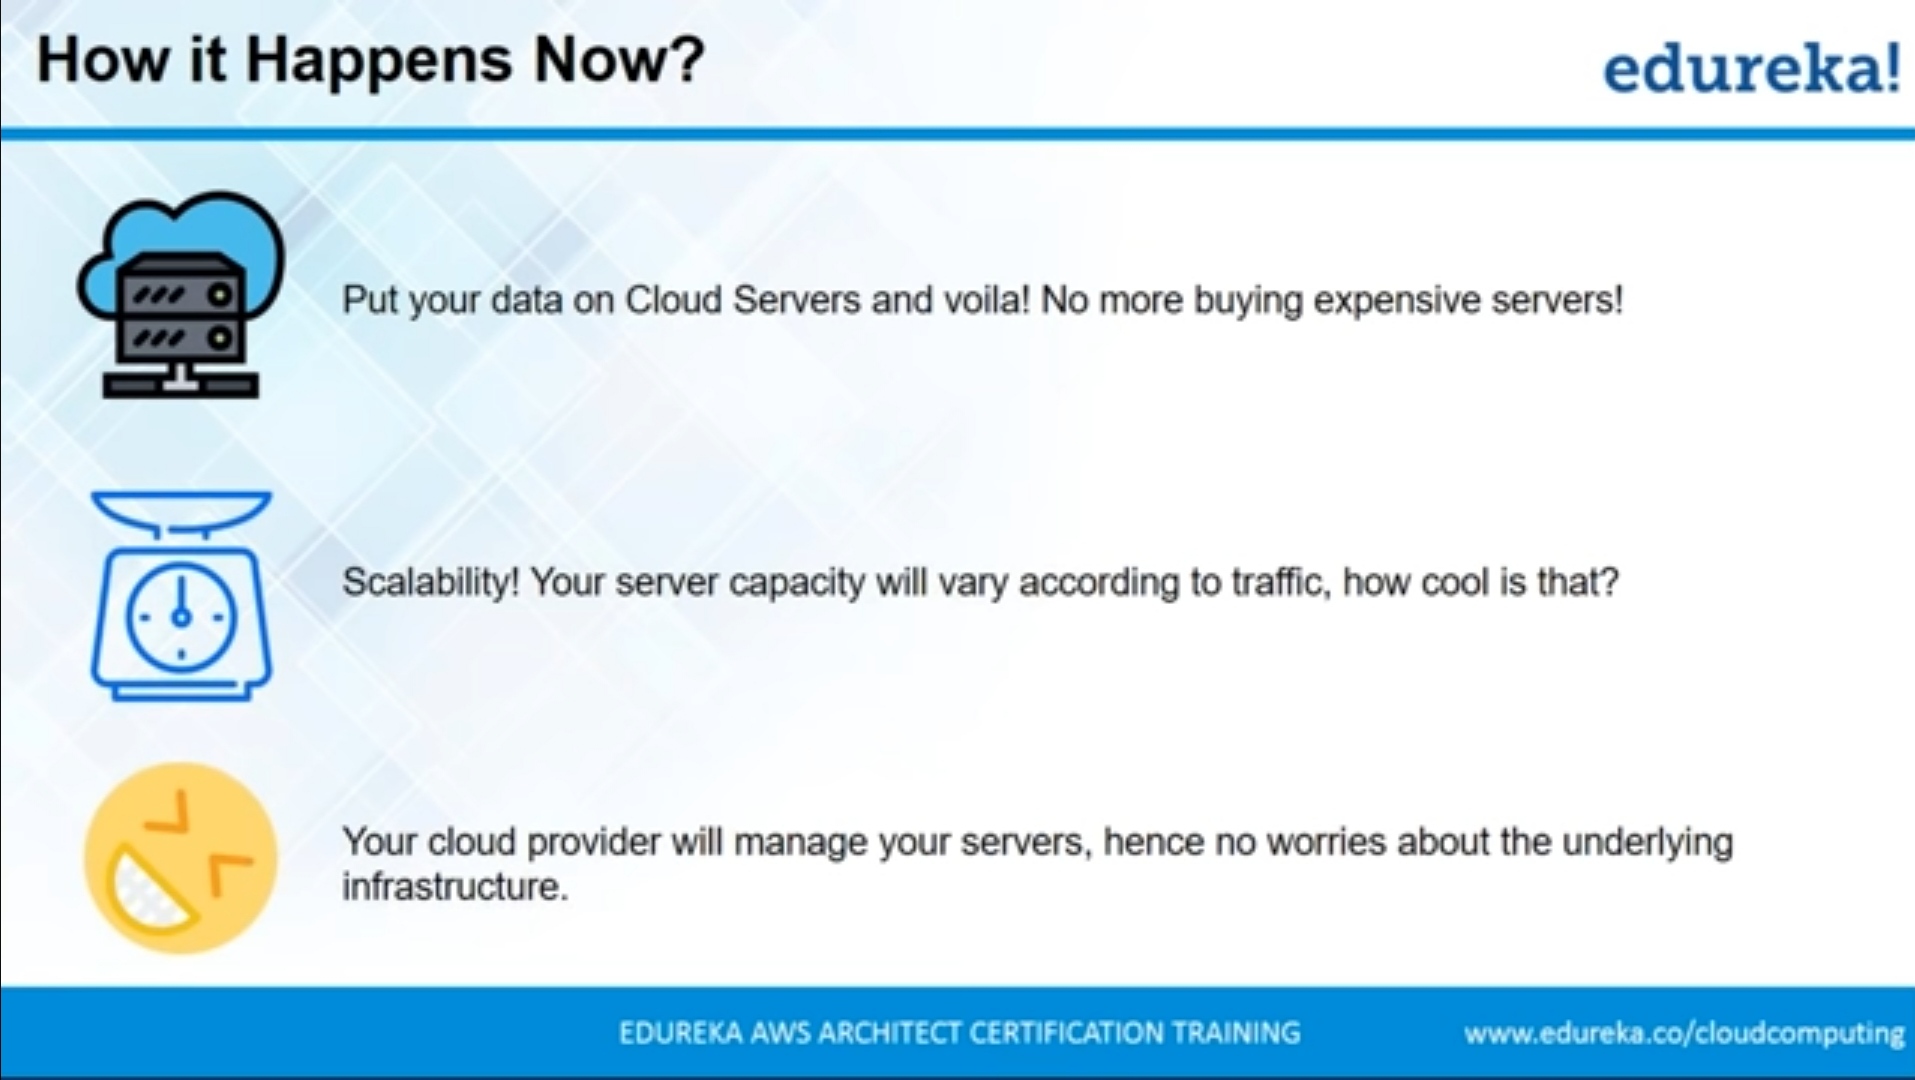 How it Happens Now?
edureka!
Put your data on Cloud Servers and voila! No more buying expensive servers!
Scalability! Your server capacity will vary according to traffic, how cool is that?
Your cloud provider will manage your servers, hence no worries about the underlying
infrastructure.
EDUREKA AWS ARCHITECT CERTIFICATION TRAINING
www.edureka.co/cloudcomputing